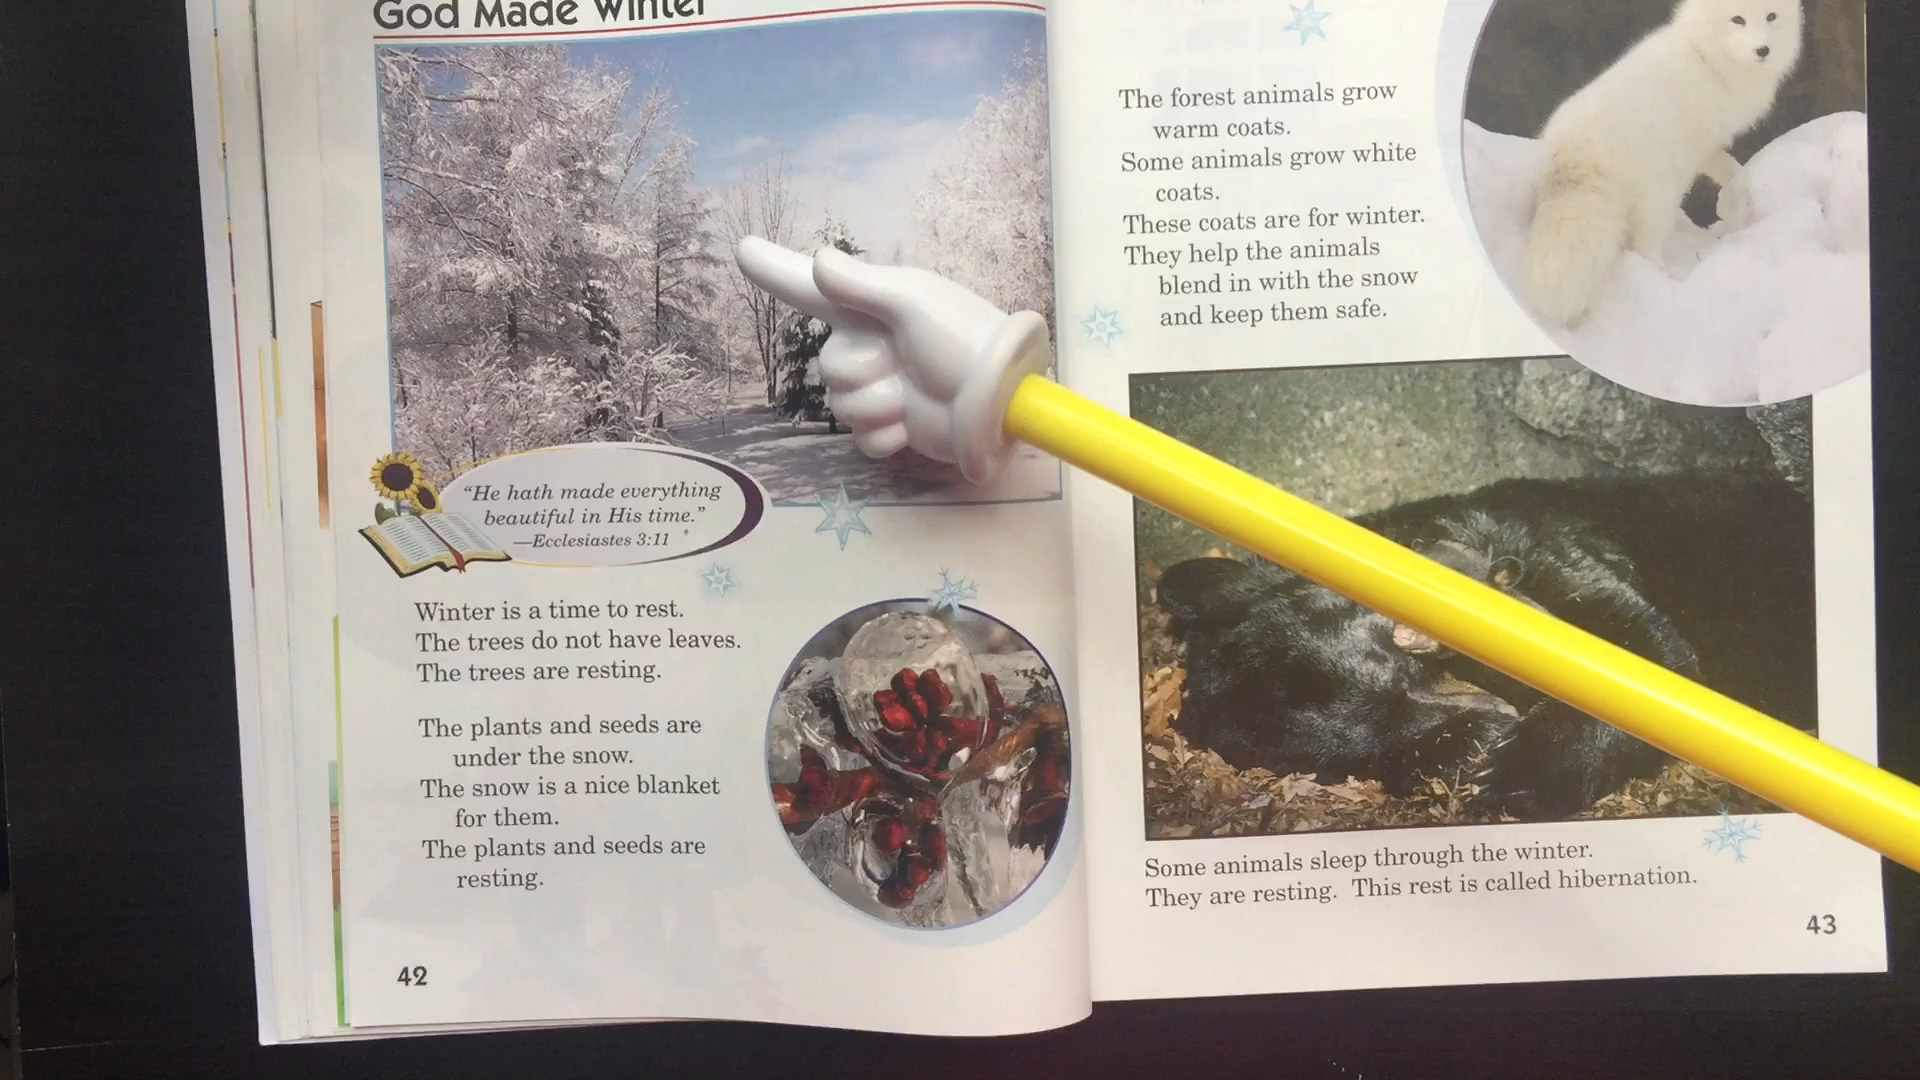 God Made Winter
"He hath made everything
beautiful in His time."
—Ecclesiastes 3:11
Winter is a time to rest.
The trees do not have leaves.
The trees are resting.
The plants and seeds are
under the snow.
The snow is a nice blanket
for them.
The plants and seeds are
resting.
42
The forest animals grow
warm coats.
Some animals grow white
coats.
These coats are for winter.
They help the animals
blend in with the snow
and keep them safe.
Some animals sleep through the winter.
They are resting. This rest is called hibernation.
43